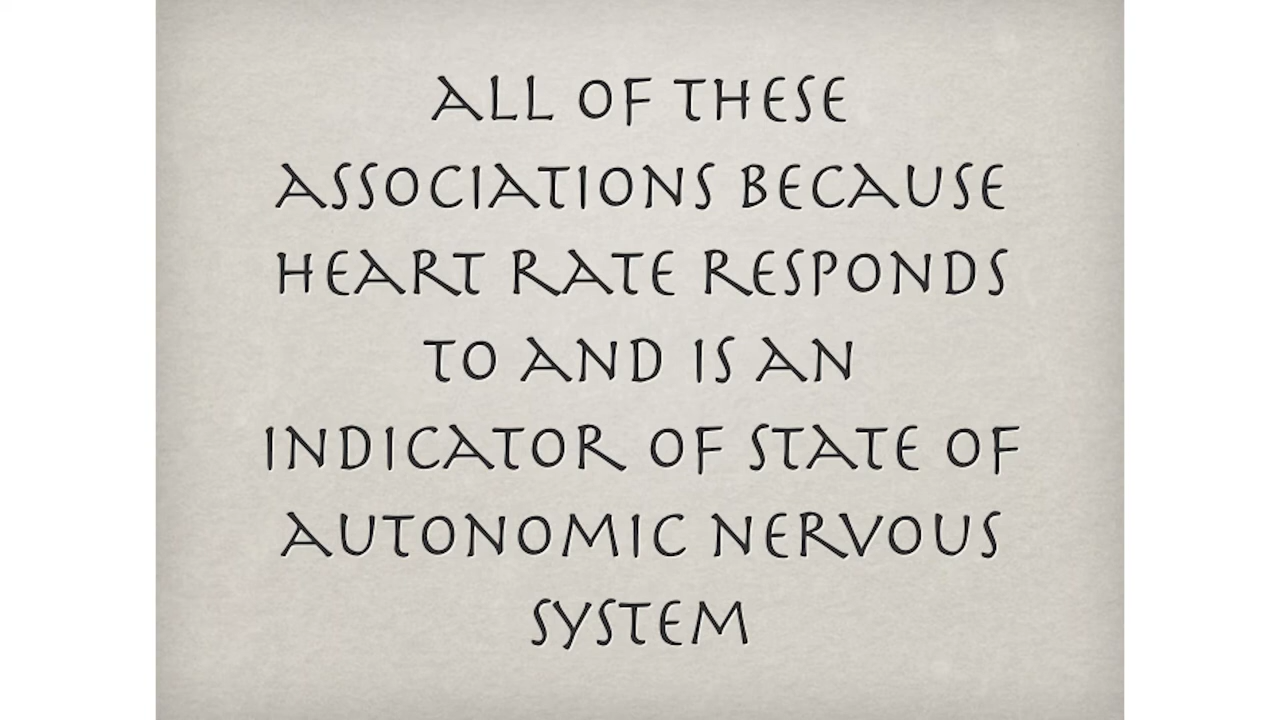 ALL OF THESE
ASSOCIATIONS BECAUSE
HEART RATE RESPONDS
TO AND IS AN
INDICATOR OF STATE OF
AUTONOMIC NERVOUS
SYSTEM